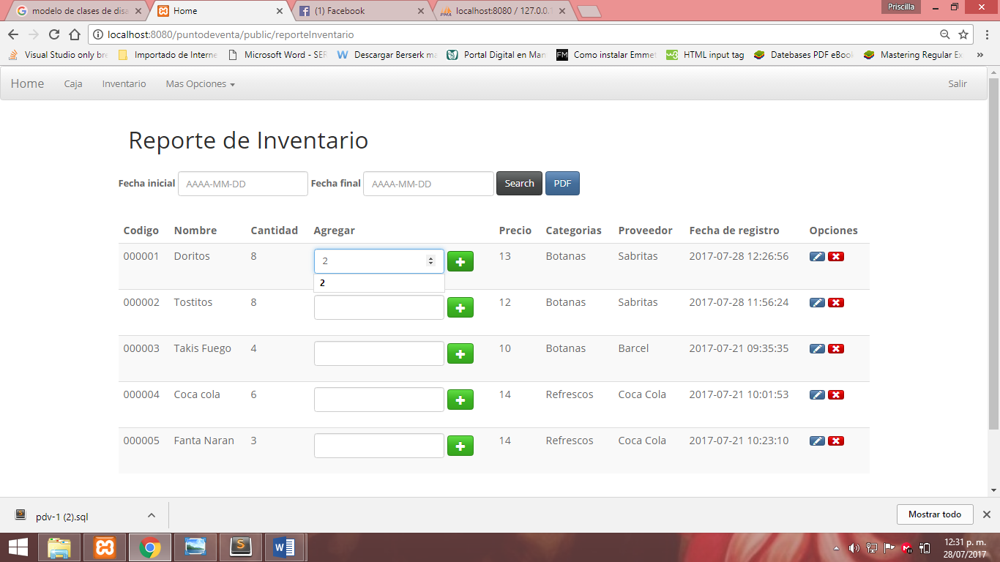 modelo de clases de disa
Home
(1) Facebook
localhost:8080 / 127.0.0.1
Priscilla
localhost:8080/puntodeventa/public/reporteInventario
Visual Studio only bre
Importado de Interne
Microsoft Word - SEP
Descargar Berserk ma
Portal Digital en Man
Como instalar Emmet
HTML input tag
Datebases PDF eBook
Mastering Regular Ex
»
Home Caja Inventario Mas Opciones Salir
Reporte de Inventario
Fecha inicial AAAA-MM-DD Fecha final AAAA-MM-DD Search PDF
Codigo Nombre Cantidad Agregar Precio Categorias Proveedor Fecha de registro Opciones
000001 Doritos 8 2 13 Botanas Sabritas 2017-07-28 12:26:56
2
000002 Tostitos 8 12 Botanas Sabritas 2017-07-28 11:56:24
000003 Takis Fuego 4 10 Botanas Barcel 2017-07-21 09:35:35
000004 Coca cola 6 14 Refrescos Coca Cola 2017-07-21 10:01:53
000005 Fanta Naran 3 14 Refrescos Coca Cola 2017-07-21 10:23:10
pdv-1 (2).sql
Mostrar todo
12:31 p. m.
28/07/2017